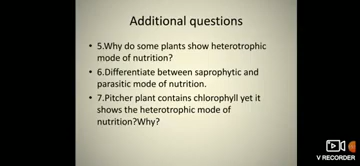 Additional questions
• 5.Why do some plants show heterotrophic
mode of nutrition?
• 6.Differentiate between saprophytic and
parasitic mode of nutrition.
• 7.Pitcher plant contains chlorophyll yet it
shows the heterotrophic mode of
nutrition?Why?
V RECORDER